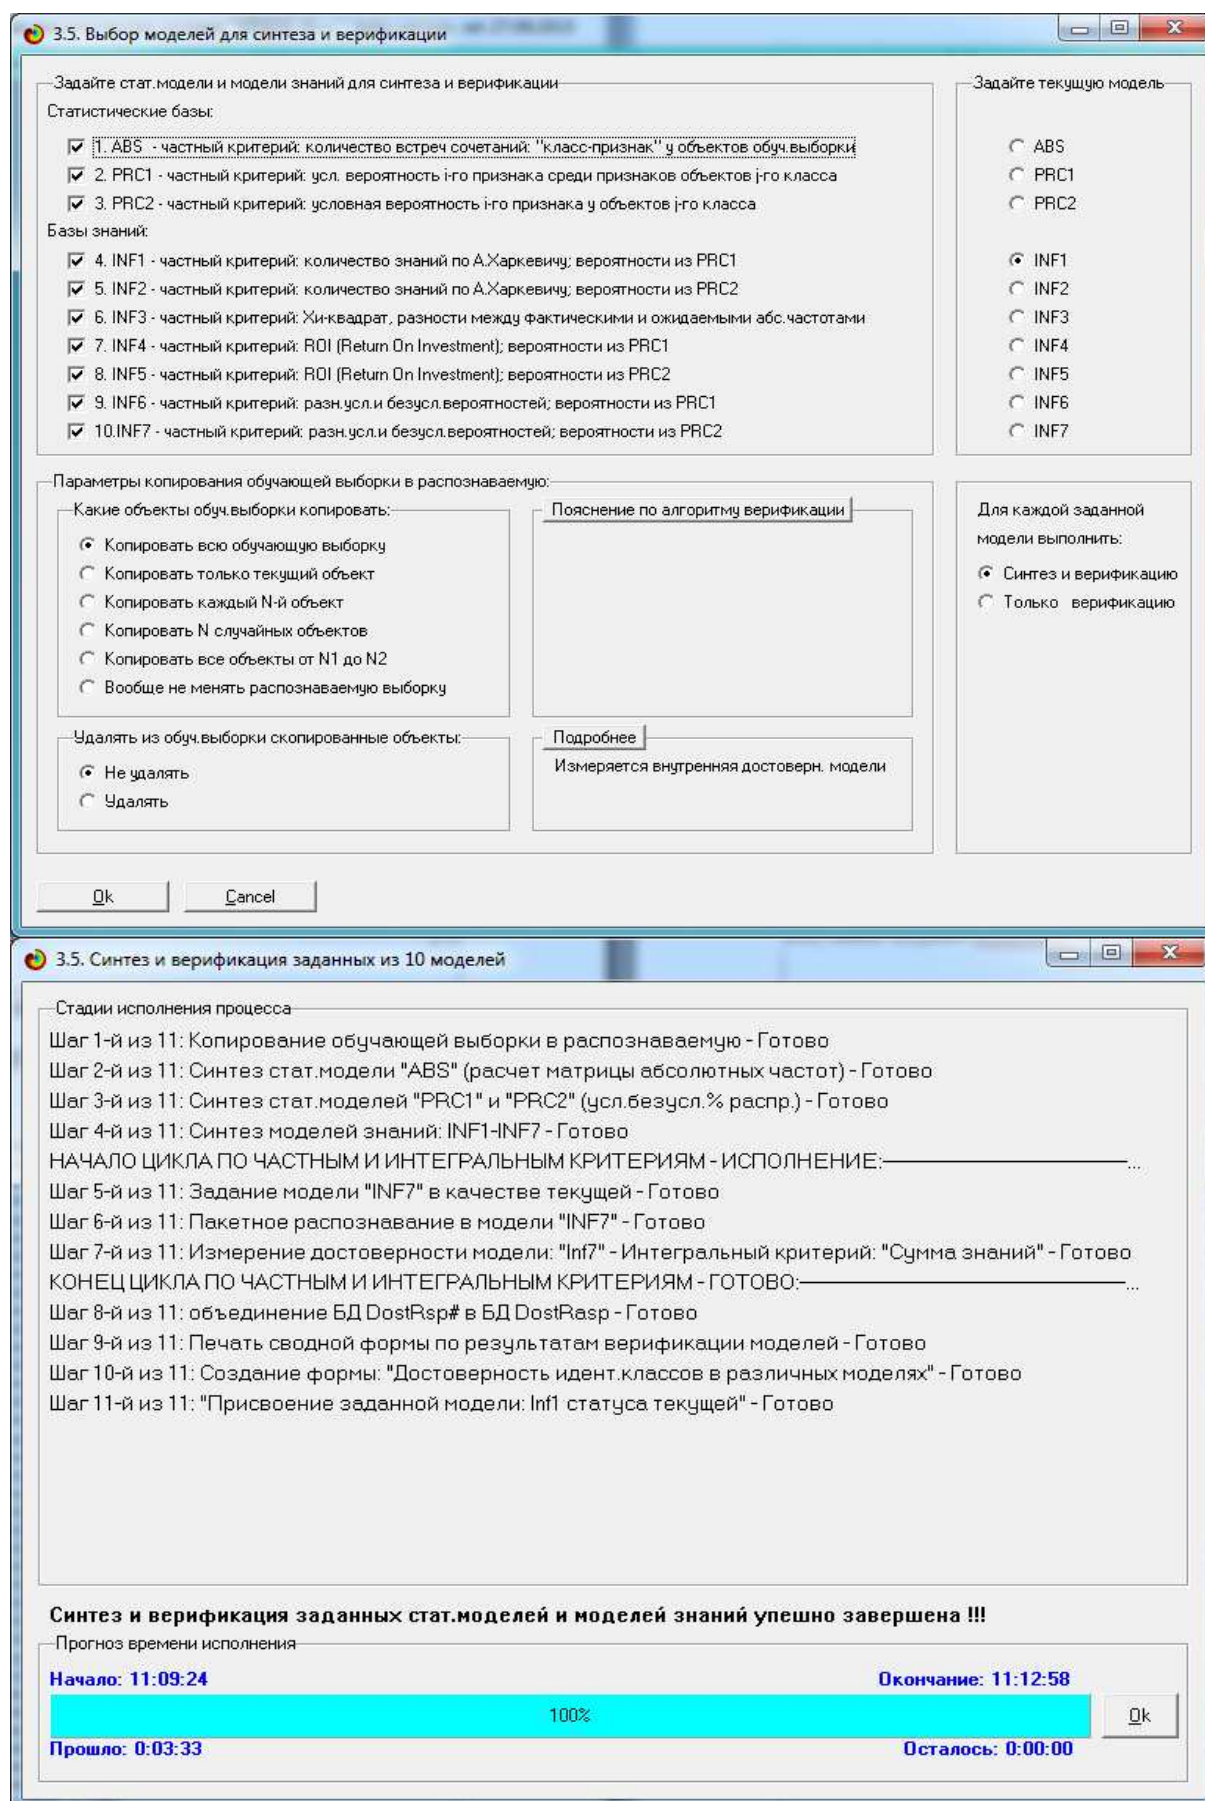 3.5. Выбор моделей для синтеза и верификации
Задайте стат.модели и модели знаний для синтеза и верификации
Статистические базы:
1. ABS - частный критерий: количество встреч сочетаний: "класс-признак" у объектов обуч.выборки
2. PRC1 - частный критерий: усл. вероятность i-го признака среди признаков объектов j-го класса
3. PRC2 - частный критерий: условная вероятность i-го признака у объектов j-го класса
Базы знаний:
4. INF1 - частный критерий: количество знаний по А.Харкевичу; вероятности из PRC1
5. INF2 - частный критерий: количество знаний по А.Харкевичу; вероятности из PRC2
6. INF3 - частный критерий: Хи-квадрат, разности между фактическими и ожидаемыми абс.частотами
7. INF4 - частный критерий: ROI (Return On Investment); вероятности из PRC1
8. INF5 - частный критерий: ROI (Return On Investment); вероятности из PRC2
9. INF6 - частный критерий: разн.усл.и безусл.вероятностей; вероятности из PRC1
10.INF7 - частный критерий: разн.усл.и безусл.вероятностей; вероятности из PRC2
Задайте текущую модель
ABS
PRC1
PRC2
INF1
INF2
INF3
INF4
INF5
INF6
INF7
Параметры копирования обучающей выборки в распознаваемую:
Какие объекты обуч.выборки копировать:
Копировать всю обучающую выборку
Копировать только текущий объект
Копировать каждый N-й объект
Копировать N случайных объектов
Копировать все объекты от N1 до N2
Вообще не менять распознаваемую выборку
Пояснение по алгоритму верификации
Удалять из обуч.выборки скопированные объекты:
Не удалять
Удалять
Подробнее
Измеряется внутренняя достоверн. модели
Для каждой заданной
модели выполнить:
Синтез и верификацию
Только верификацию
Ok
Cancel
3.5. Синтез и верификация заданных из 10 моделей
Стадии исполнения процесса
Шаг 1-й из 11: Копирование обучающей выборки в распознаваемую - Готово
Шаг 2-й из 11: Синтез стат.модели "ABS" (расчет матрицы абсолютных частот) - Готово
Шаг 3-й из 11: Синтез стат.моделей "PRC1" и "PRC2" (усл.безусл.% распр.) - Готово
Шаг 4-й из 11: Синтез моделей знаний: INF1-INF7 - Готово
НАЧАЛО ЦИКЛА ПО ЧАСТНЫМ И ИНТЕГРАЛЬНЫМ КРИТЕРИЯМ - ИСПОЛНЕНИЕ:————————...
Шаг 5-й из 11: Задание модели "INF7" в качестве текущей - Готово
Шаг 6-й из 11: Пакетное распознавание в модели "INF7" - Готово
Шаг 7-й из 11: Измерение достоверности модели: "Inf7" - Интегральный критерий: "Сумма знаний" - Готово
КОНЕЦ ЦИКЛА ПО ЧАСТНЫМ И ИНТЕГРАЛЬНЫМ КРИТЕРИЯМ - ГОТОВО:————————...
Шаг 8-й из 11: объединение БД DostRsp# в БД DostRasp - Готово
Шаг 9-й из 11: Печать сводной формы по результатам верификации моделей - Готово
Шаг 10-й из 11: Создание формы: "Достоверность идент.классов в различных моделях" - Готово
Шаг 11-й из 11: "Присвоение заданной модели: Inf1 статуса текущей" - Готово
Синтез и верификация заданных стат.моделей и моделей знаний упешно завершена !!!
Прогноз времени исполнения
Начало: 11:09:24
Окончание: 11:12:58
100%
Ok
Прошло: 0:03:33
Осталось: 0:00:00